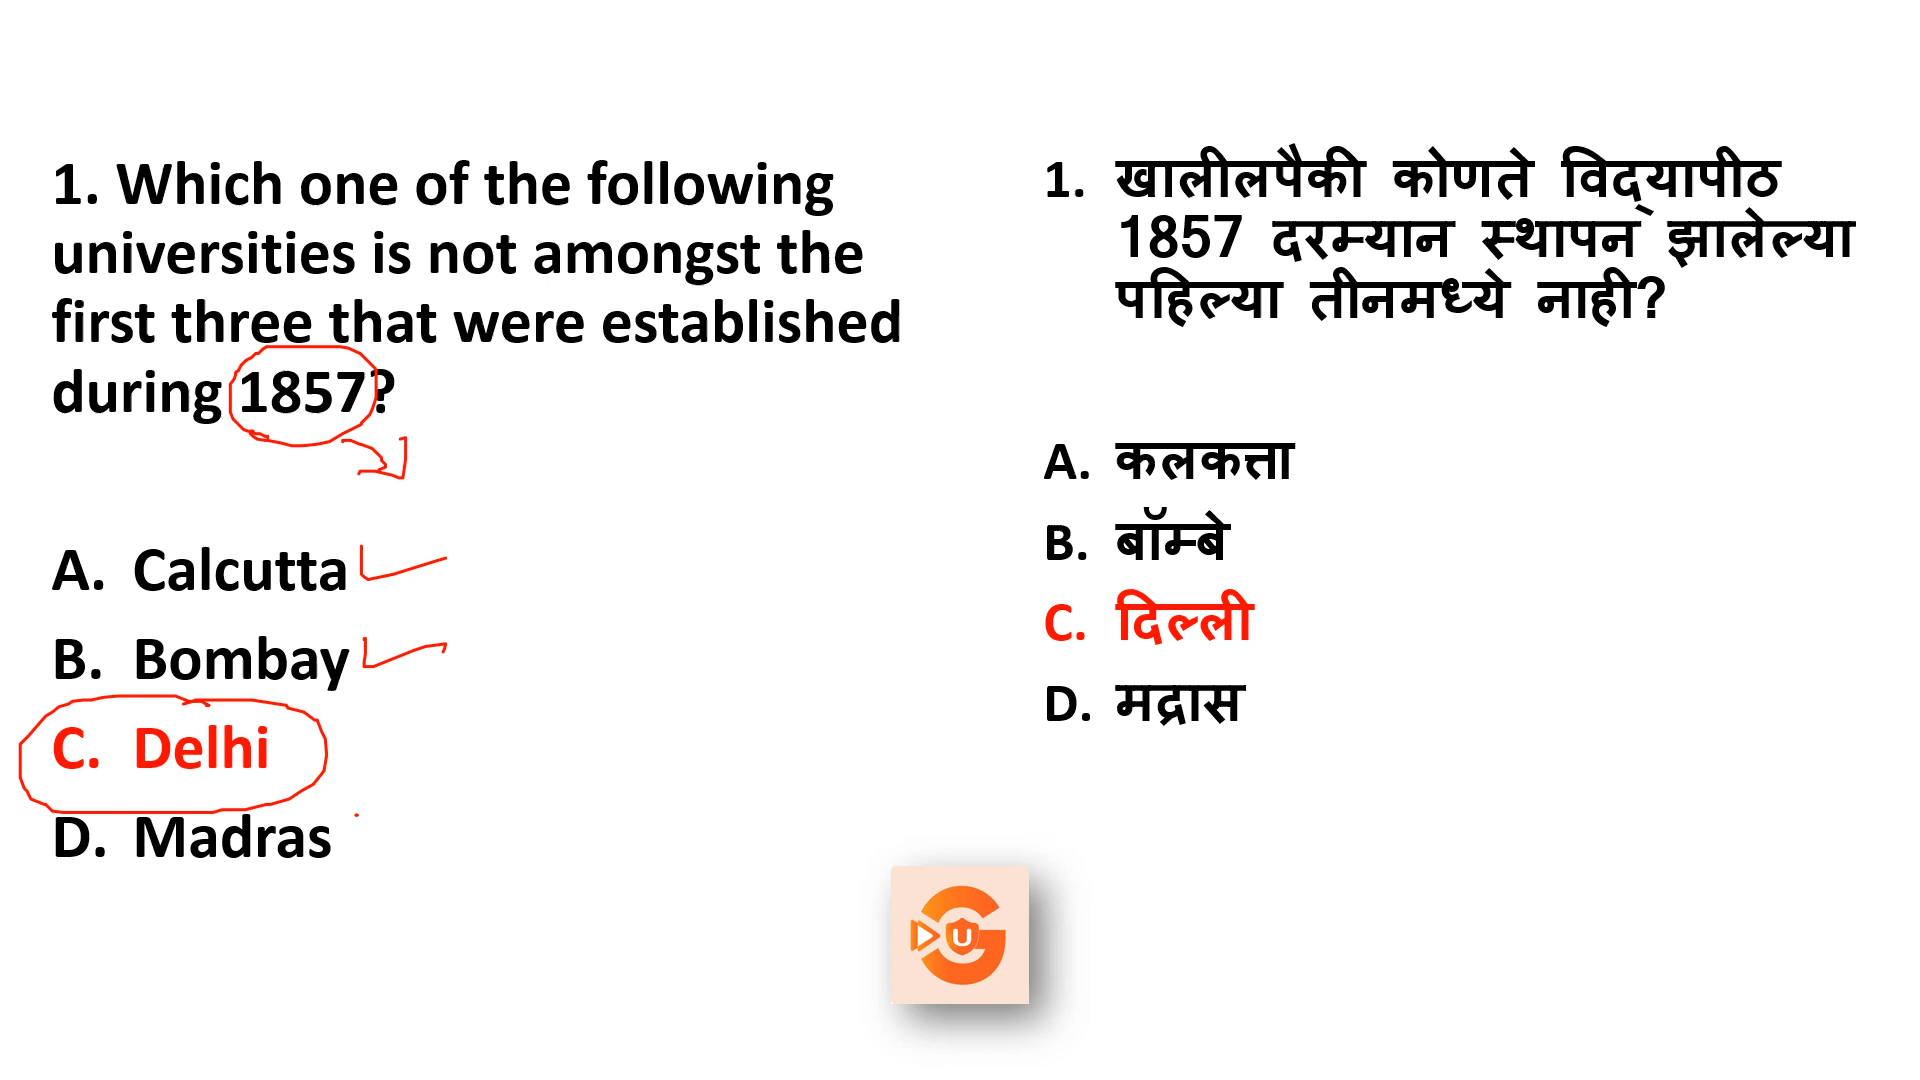 1. Which one of the following
universities is not amongst the
first three that were established
during 1857?
A. Calcutta
B. Bombay
C. Delhi
D. Madras
1. खालीलपैकी कोणते विद्‌यापीठ
1857 दरम्यान स्थापन झालेल्या
पहिल्या तीनमध्ये नाही?
A. कलकत्ता
B. बॉम्बे
C. दिल्ली
D. मद्रास
U